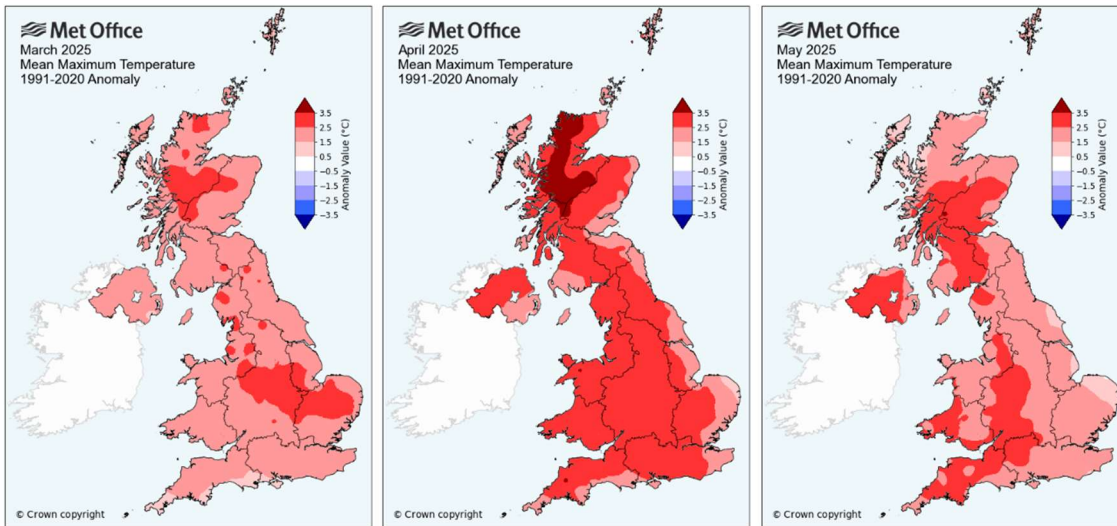 Met Office
March 2025
Mean Maximum Temperature
1991-2020 Anomaly
3.5
2.5
1.5
0.5
−0.5
−1.5
−2.5
−3.5
Anomaly Value (°C)
© Crown copyright
Met Office
April 2025
Mean Maximum Temperature
1991-2020 Anomaly
3.5
2.5
1.5
0.5
−0.5
−1.5
−2.5
−3.5
Anomaly Value (°C)
© Crown copyright
Met Office
May 2025
Mean Maximum Temperature
1991-2020 Anomaly
3.5
2.5
1.5
0.5
−0.5
−1.5
−2.5
−3.5
Anomaly Value (°C)
© Crown copyright